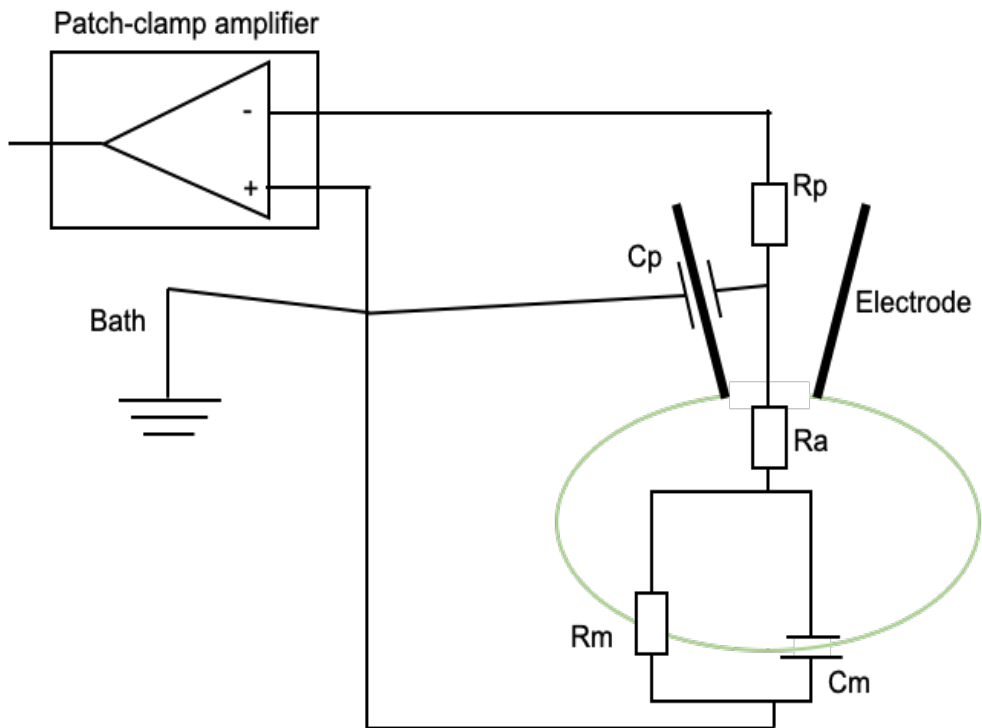 Patch-clamp amplifier
-
+
Rp
Cp
Electrode
Bath
Ra
Rm
Cm